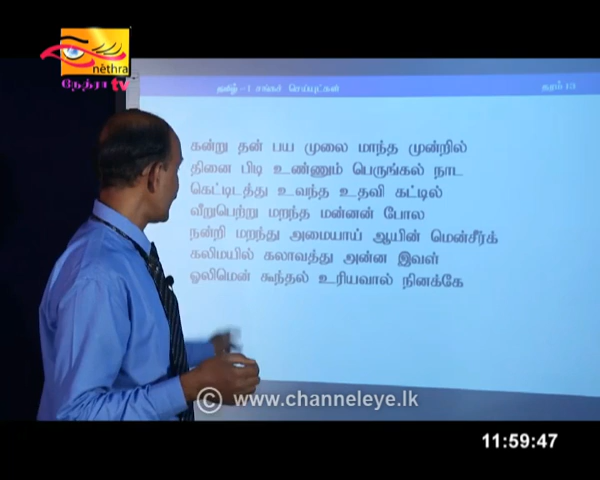 nēthra
நேத்ரா tv
தமிழ் -1 சங்கச் செய்யுட்கள்
தரம் 13
கன்று தன் பய முலை மாந்த முன்றில்
தினை பிடி உண்ணும் பெருங்கல் நாட
கெட்டிடத்து உவந்த உதவி கட்டில்
வீறுபெற்று மறந்த மன்னன் போல
நன்றி மறந்து அமையாய் ஆயின் மென்சீர்க்
கலிமயில் கலாவத்து அன்ன இவள்
ஓலிமென் கூந்தல் உரியவால் நினக்கே
© www.channeleye.lk
11:59:47